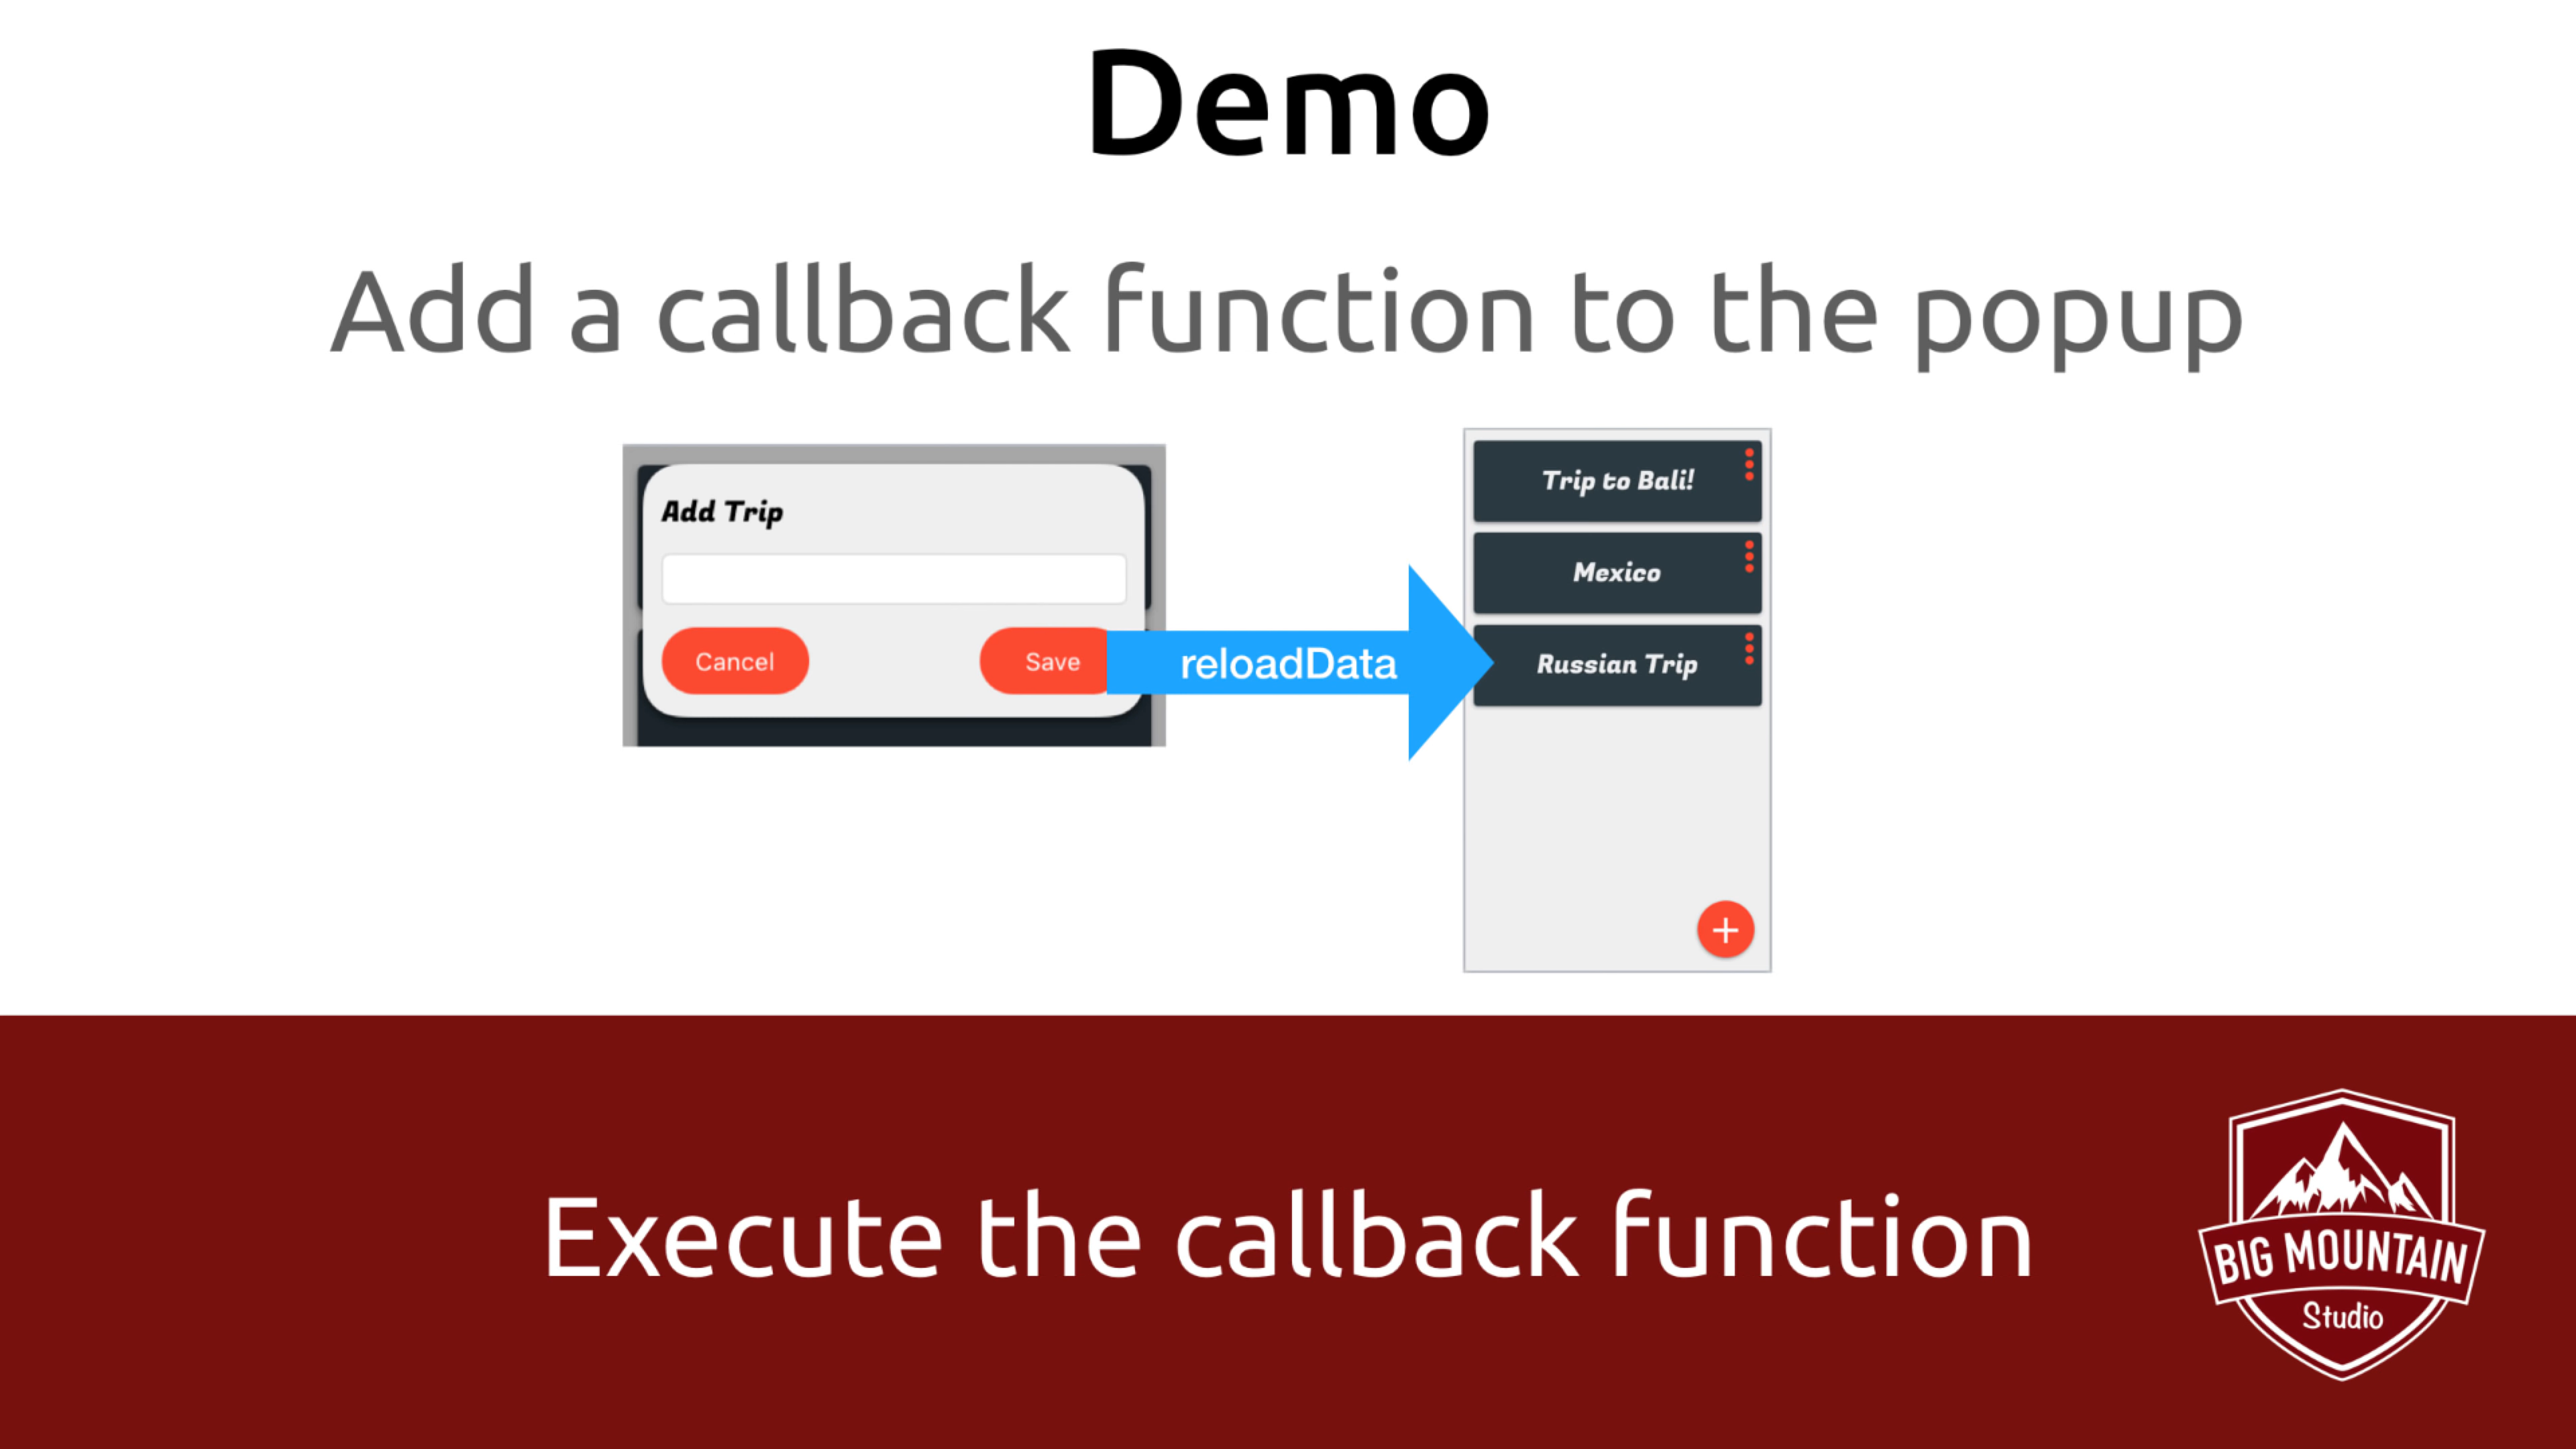 Demo
Add a callback function to the popup
Add Trip
Cancel
Save
reloadData
Trip to Bali!
Mexico
Russian Trip
Execute the callback function
BIG MOUNTAIN
Studio